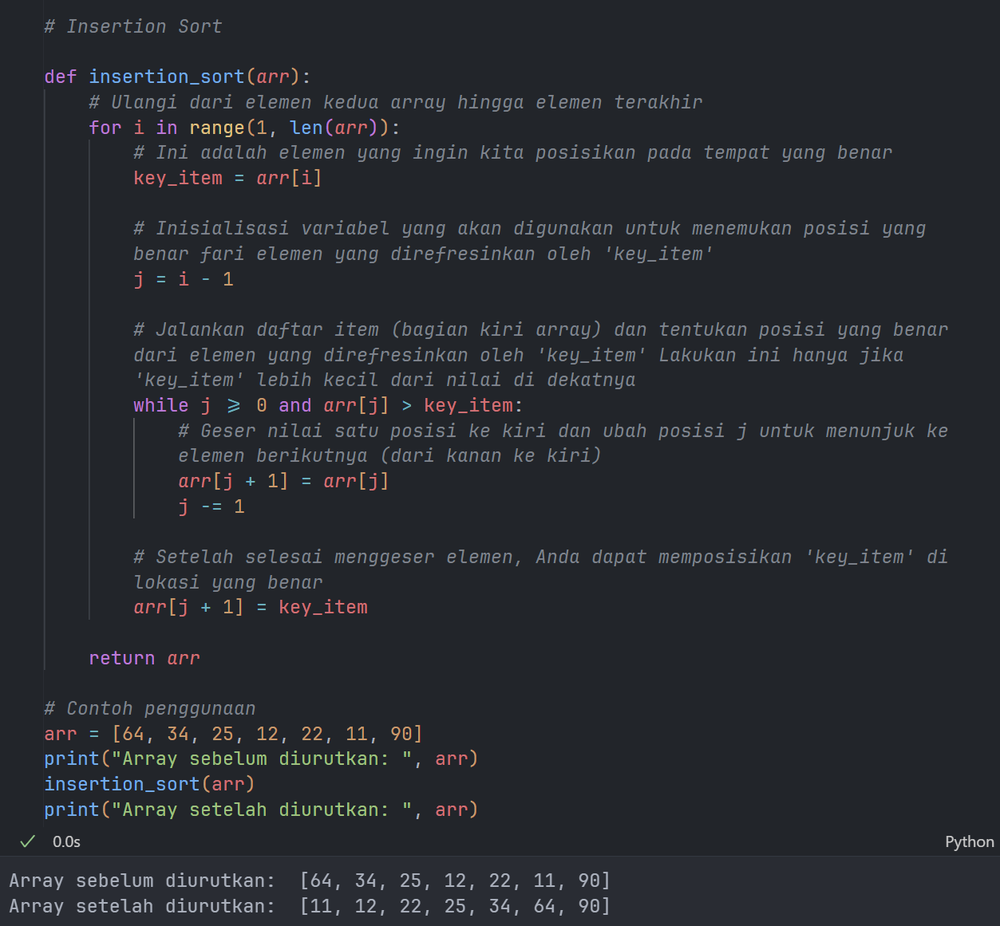 # Insertion Sort
def insertion_sort(arr):
# Ulangi dari elemen kedua array hingga elemen terakhir
for i in range(1, len(arr)):
# Ini adalah elemen yang ingin kita posisikan pada tempat yang benar
key_item = arr[i]
# Inisialisasi variabel yang akan digunakan untuk menemukan posisi yang
benar fari elemen yang direfresinkan oleh 'key_item'
j = i - 1
# Jalankan daftar item (bagian kiri array) dan tentukan posisi yang benar
dari elemen yang direfresinkan oleh 'key_item' Lakukan ini hanya jika
'key_item' lebih kecil dari nilai di dekatnya
while j >= 0 and arr[j] > key_item:
# Geser nilai satu posisi ke kiri dan ubah posisi j untuk menunjuk ke
elemen berikutnya (dari kanan ke kiri)
arr[j + 1] = arr[j]
j -= 1
# Setelah selesai menggeser elemen, Anda dapat memposisikan 'key_item' di
lokasi yang benar
arr[j + 1] = key_item
return arr
# Contoh penggunaan
arr = [64, 34, 25, 12, 22, 11, 90]
print("Array sebelum diurutkan: ", arr)
insertion_sort(arr)
print("Array setelah diurutkan: ", arr)
✓ 0.0s
Python
Array sebelum diurutkan:  [64, 34, 25, 12, 22, 11, 90]
Array setelah diurutkan:  [11, 12, 22, 25, 34, 64, 90]